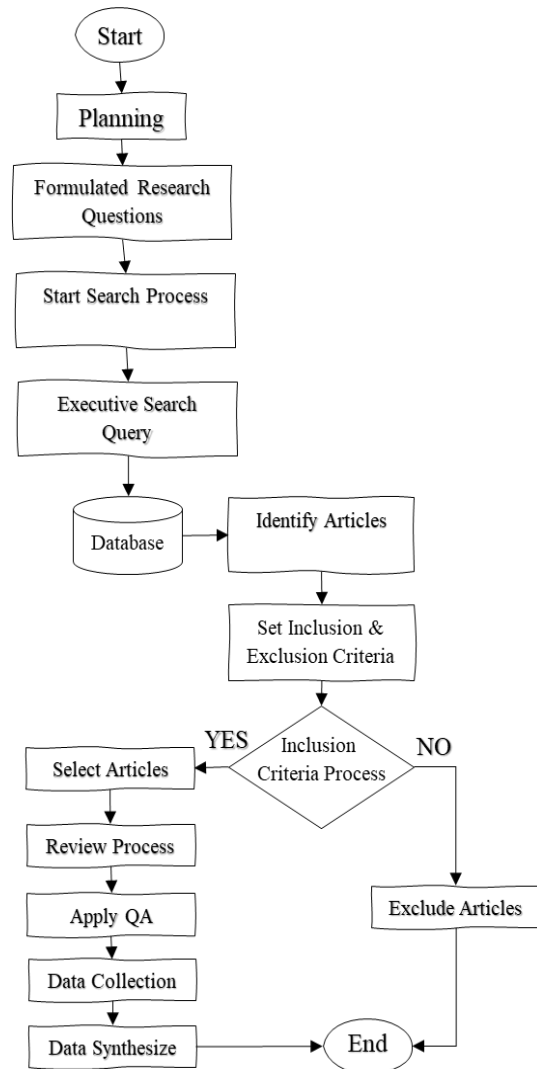 Start
Planning
Formulated Research
Questions
Start Search Process
Executive Search
Query
Database
Identify Articles
Set Inclusion &
Exclusion Criteria
Inclusion
Criteria Process
YES
NO
Select Articles
Review Process
Apply QA
Data Collection
Data Synthesize
Exclude Articles
End